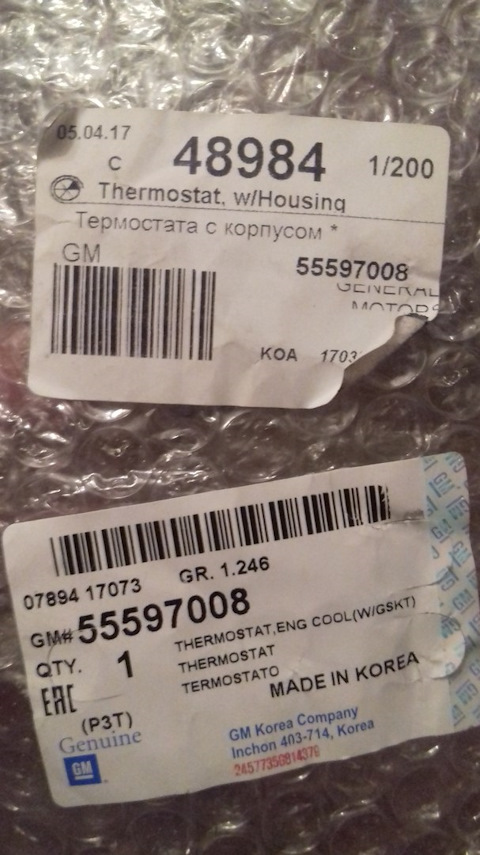 05.04.17
48984
C
1/200
Thermostat, w/Housing
Термостата с корпусом *
GM
55597008
GENERAL
MOTORS
KOA 1703
07894 17073 GR. 1.246
GM# 55597008
THERMOSTAT,ENG COOL(W/GSKT)
QTY. 1
THERMOSTAT
TERMOSTATO
MADE IN KOREA
EAC
(P3T)
Genuine
GM
GM Korea Company
Inchon 403-714, Korea